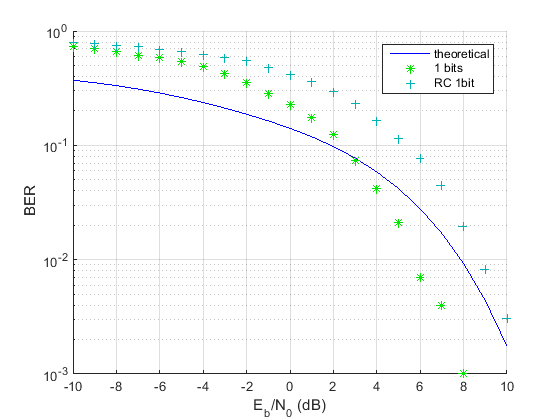 10^0
10^-1
10^-2
10^-3
BER
-10 -8 -6 -4 -2 0 2 4 6 8 10
E_b/N_0 (dB)
theoretical
1 bits
RC 1bit